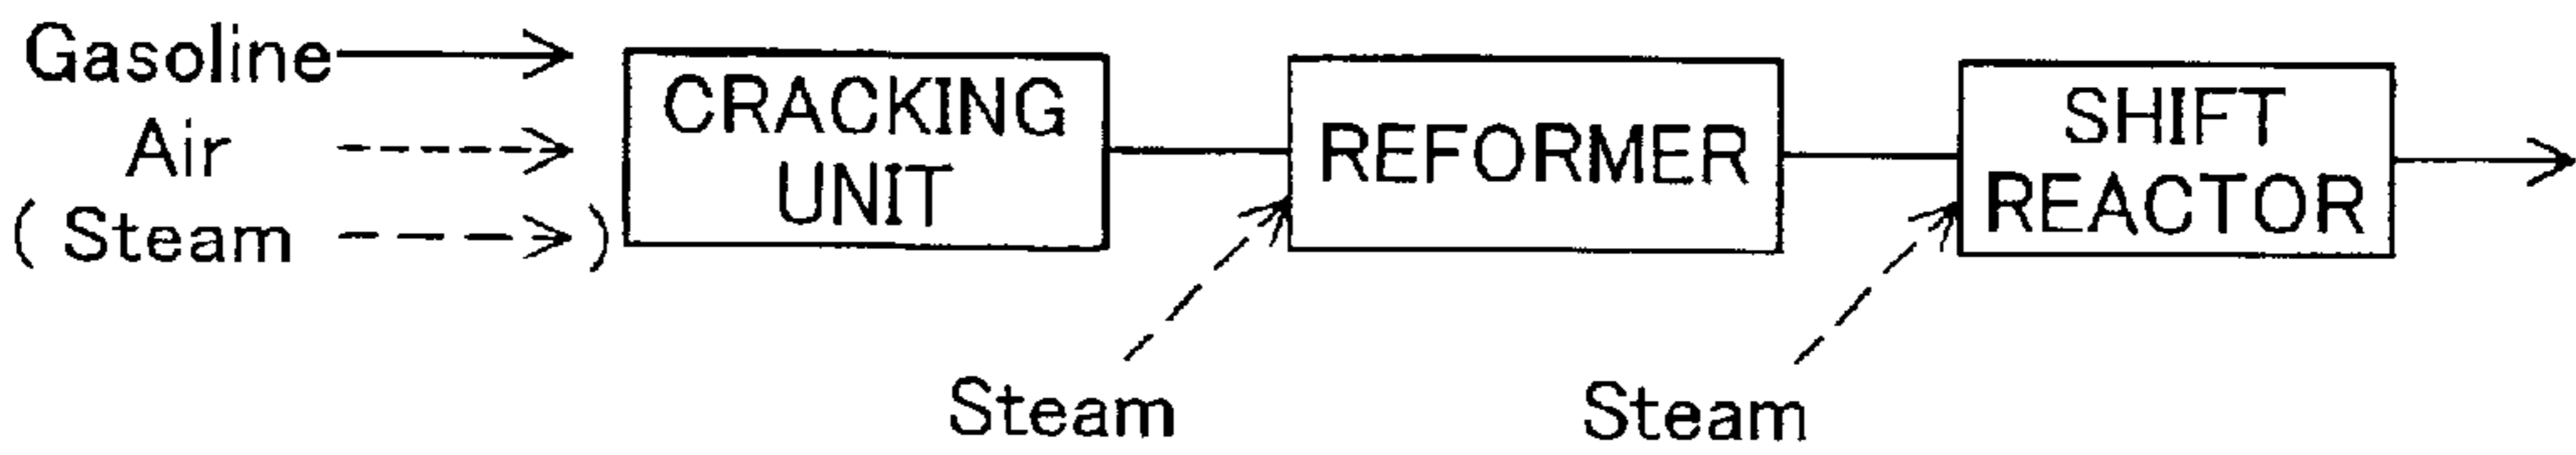 Gasoline
Air
( Steam )
CRACKING
UNIT
REFORMER
SHIFT
REACTOR
Steam
Steam